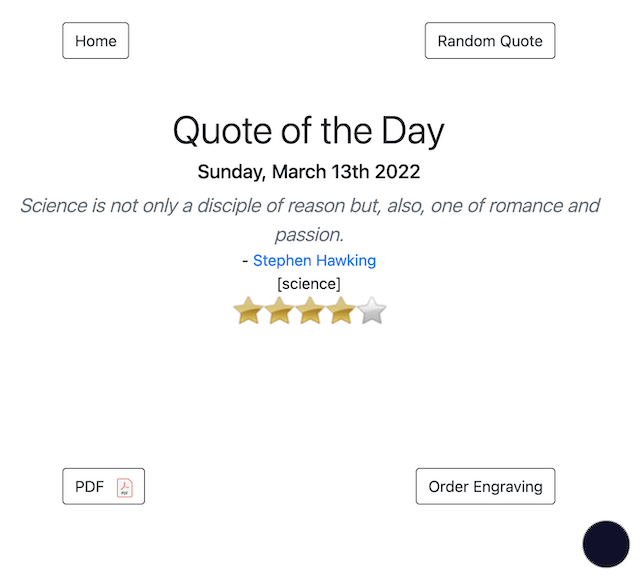 Home
Random Quote
Quote of the Day
Sunday, March 13th 2022
Science is not only a disciple of reason but, also, one of romance and
passion.
- Stephen Hawking
[science]
PDF
Order Engraving